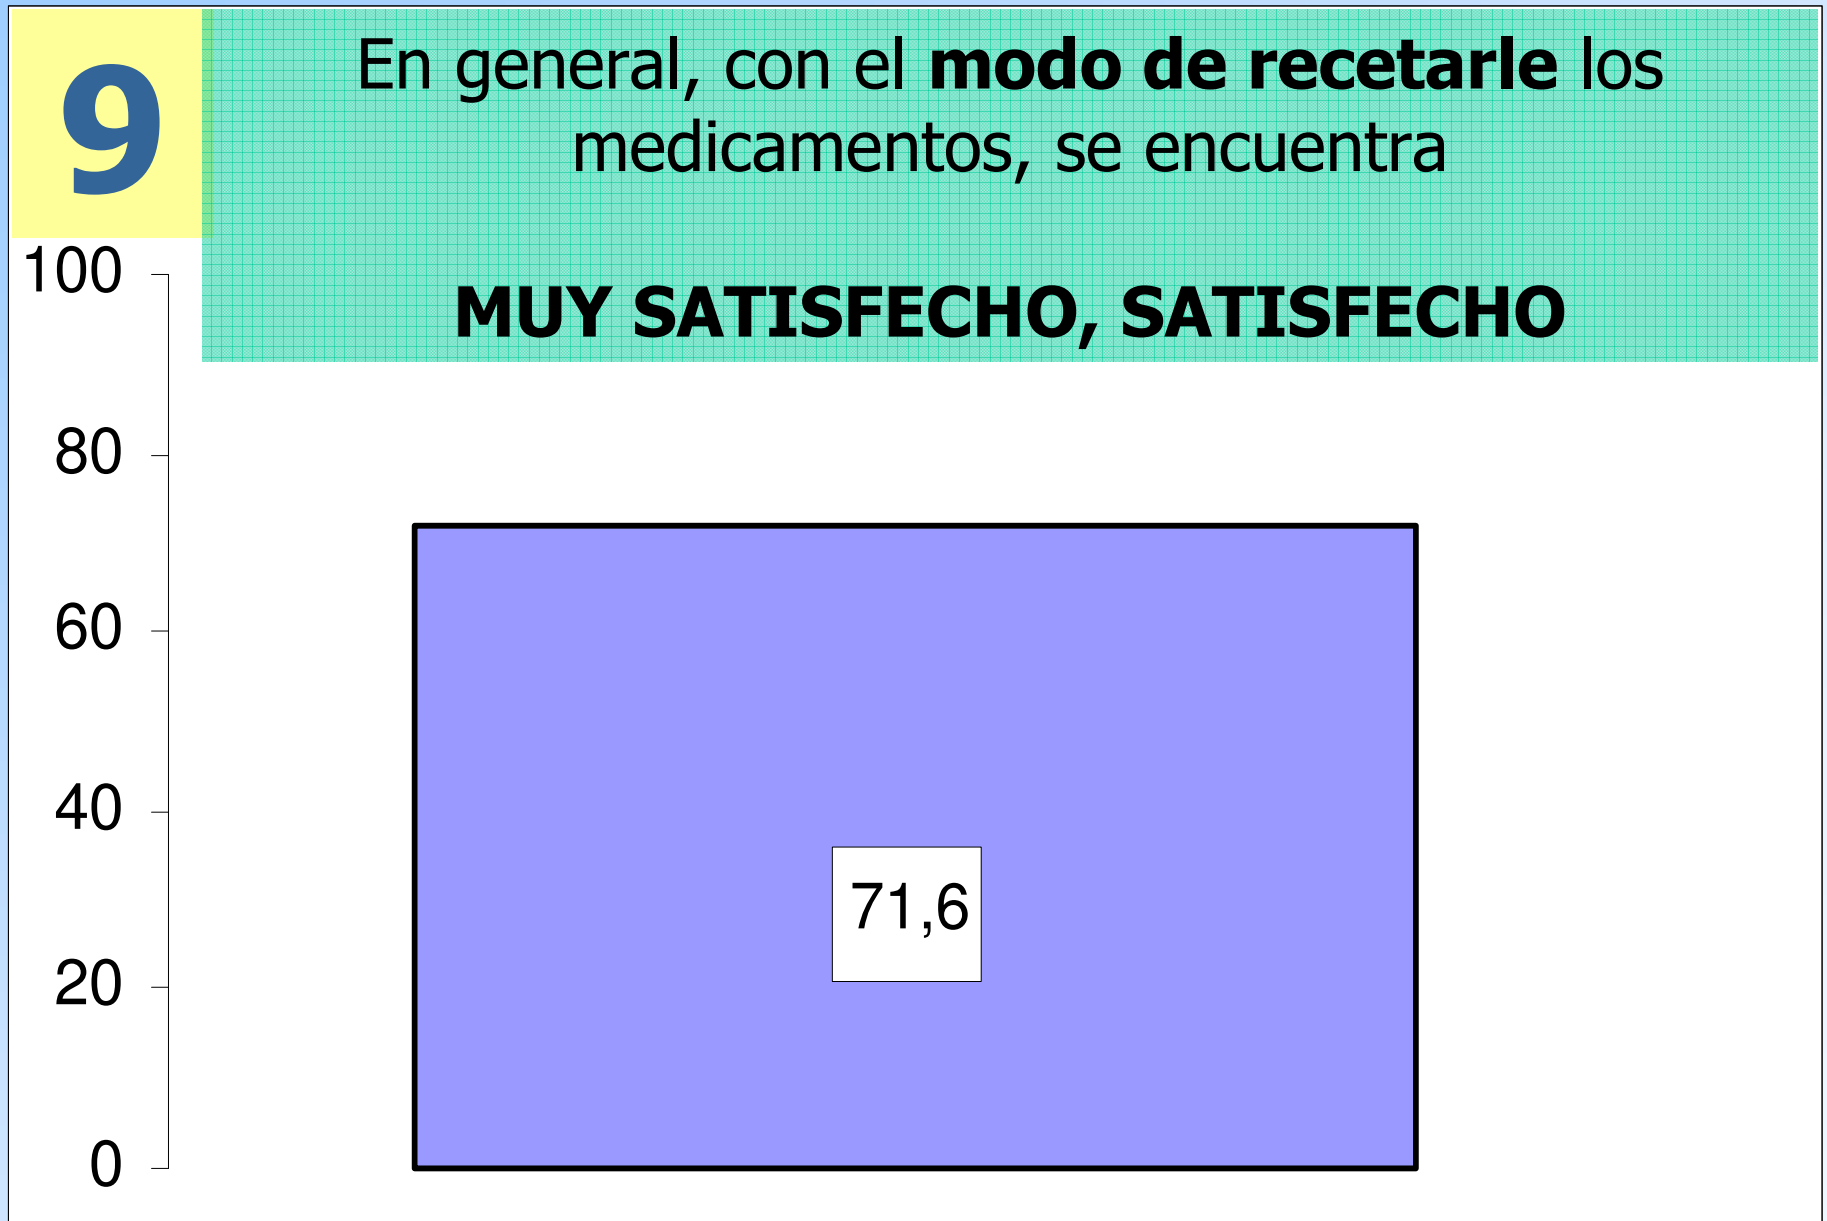 9
En general, con el modo de recetarle los
medicamentos, se encuentra
MUY SATISFECHO, SATISFECHO
100
80
60
40
20
0
71,6